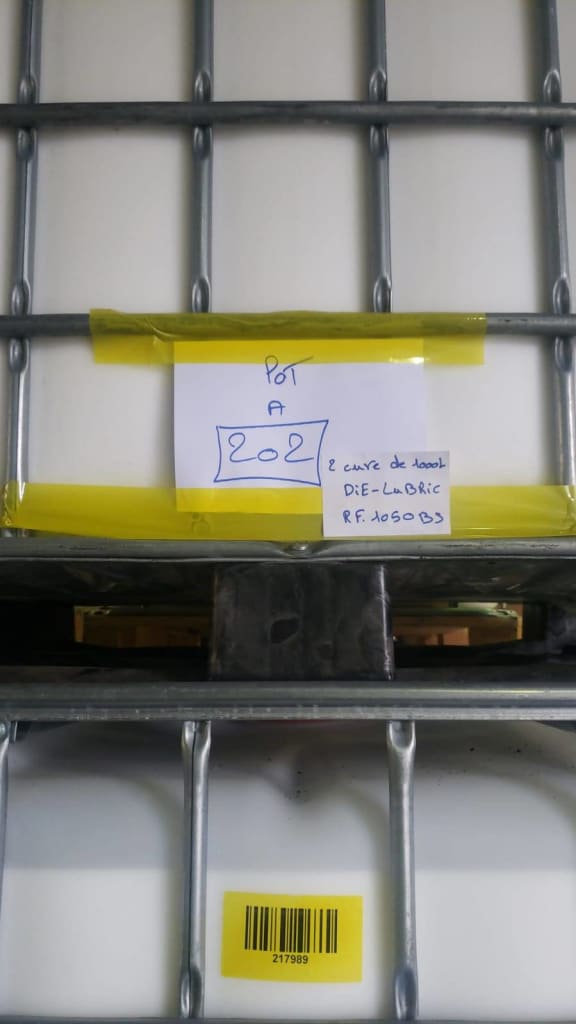 POT
A
202
2 cuve de 1000L
DiE-LuBRic
RF. 1050B3
217989